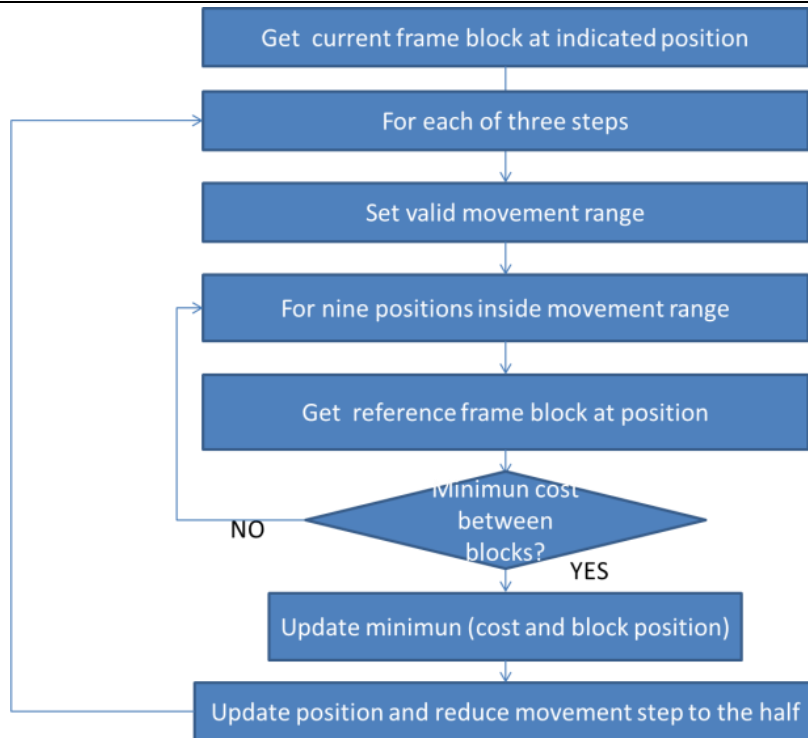 Get current frame block at indicated position
For each of three steps
Set valid movement range
For nine positions inside movement range
Get reference frame block at position
Minimun cost
between
blocks?
NO
YES
Update minimun (cost and block position)
Update position and reduce movement step to the half